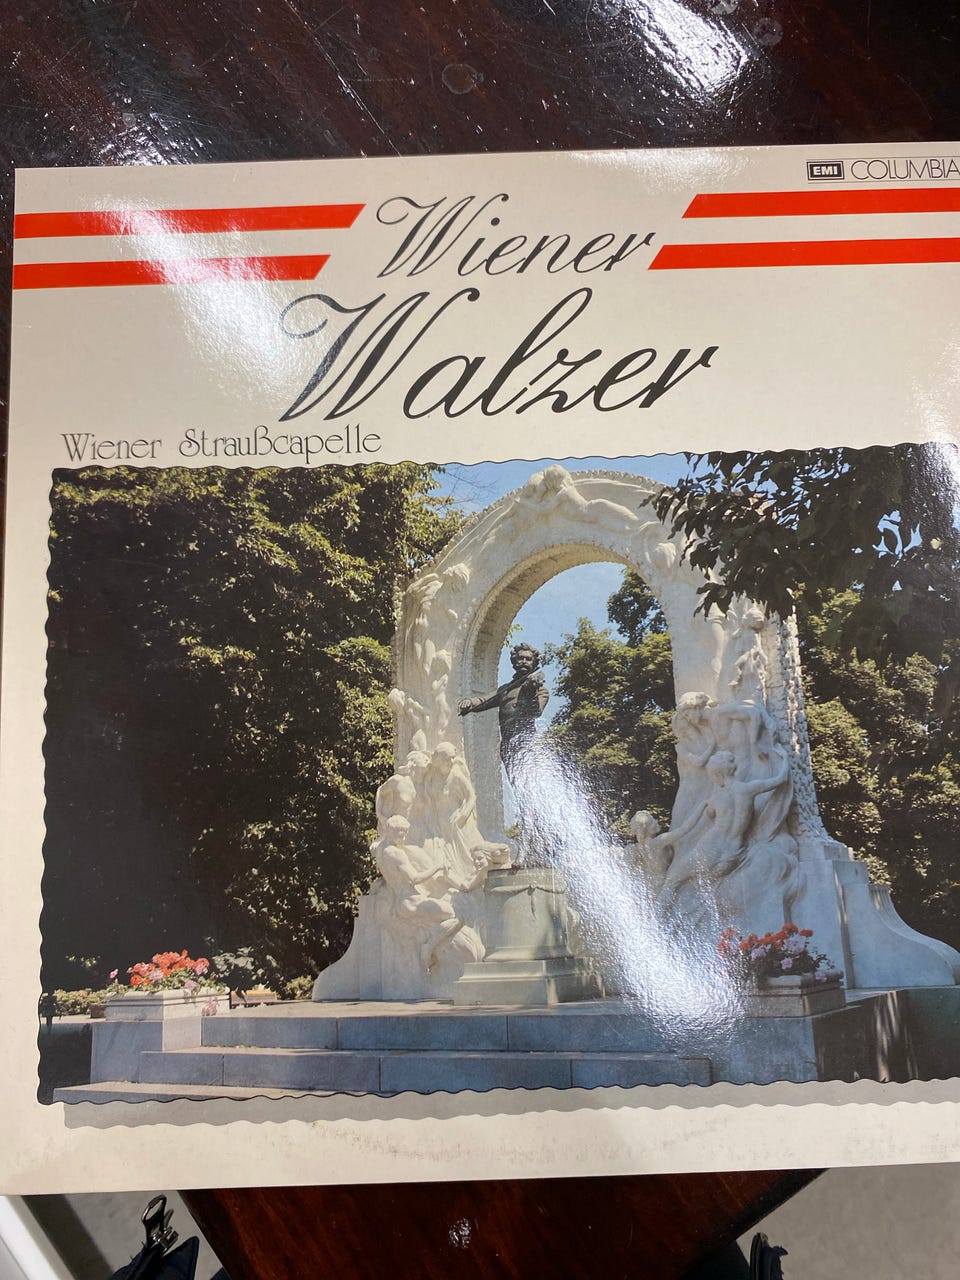 EMI COLUMBIA
Wiener
Walzer
Wiener Straußcapelle